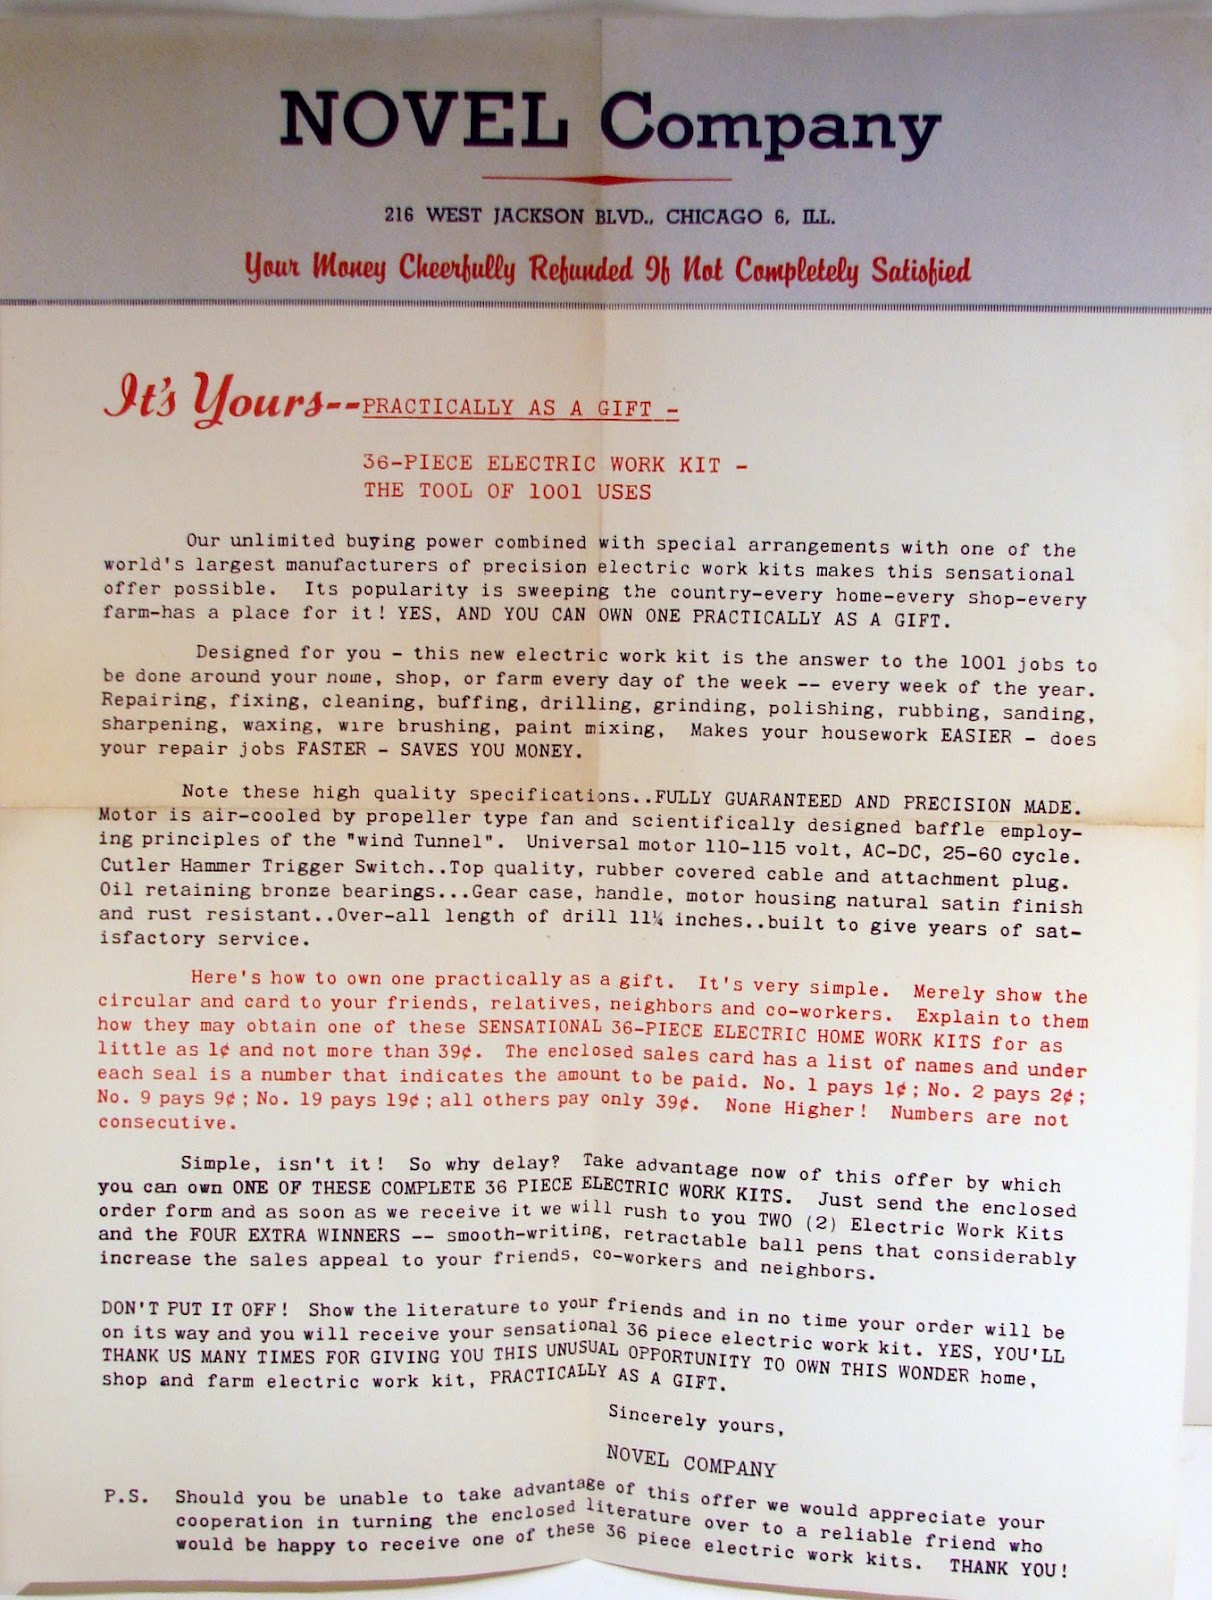 NOVEL Company
216 WEST JACKSON BLVD., CHICAGO 6, ILL.
Your Money Cheerfully Refunded If Not Completely Satisfied
It's Yours--PRACTICALLY AS A GIFT -
36-PIECE ELECTRIC WORK KIT -
THE TOOL OF 1001 USES
Our unlimited buying power combined with special arrangements with one of the
world's largest manufacturers of precision electric work kits makes this sensational
offer possible. Its popularity is sweeping the country-every home-every shop-every
farm-has a place for it! YES, AND YOU CAN OWN ONE PRACTICALLY AS A GIFT.
Designed for you - this new electric work kit is the answer to the 1001 jobs to
be done around your nome, shop, or farm every day of the week -- every week of the year.
Repairing, fixing, cleaning, buffing, drilling, grinding, polishing, rubbing, sanding,
sharpening, waxing, wire brushing, paint mixing, Makes your housework EASIER - does
your repair jobs FASTER - SAVES YOU MONEY.
Note these high quality specifications..FULLY GUARANTEED AND PRECISION MADE.
Motor is air-cooled by propeller type fan and scientifically designed baffle employ-
ing principles of the "wind Tunnel". Universal motor 110-115 volt, AC-DC, 25-60 cycle.
Cutler Hammer Trigger Switch..Top quality, rubber covered cable and attachment plug.
Oil retaining bronze bearings...Gear case, handle, motor housing natural satin finish
and rust resistant..Over-all length of drill 11¼ inches..built to give years of sat-
isfactory service.
Here's how to own one practically as a gift. It's very simple. Merely show the
circular and card to your friends, relatives, neighbors and co-workers. Explain to them
how they may obtain one of these SENSATIONAL 36-PIECE ELECTRIC HOME WORK KITS for as
little as 1¢ and not more than 39¢. The enclosed sales card has a list of names and under
each seal is a number that indicates the amount to be paid. No. 1 pays 1¢; No. 2 pays 2¢;
No. 9 pays 9¢; No. 19 pays 19¢; all others pay only 39¢. None Higher! Numbers are not
consecutive.
Simple, isn't it! So why delay? Take advantage now of this offer by which
you can own ONE OF THESE COMPLETE 36 PIECE ELECTRIC WORK KITS. Just send the enclosed
order form and as soon as we receive it we will rush to you TWO (2) Electric Work Kits
and the FOUR EXTRA WINNERS -- smooth-writing, retractable ball pens that considerably
increase the sales appeal to your friends, co-workers and neighbors.
DON'T PUT IT OFF! Show the literature to your friends and in no time your order will be
on its way and you will receive your sensational 36 piece electric work kit. YES, YOU'LL
THANK US MANY TIMES FOR GIVING YOU THIS UNUSUAL OPPORTUNITY TO OWN THIS WONDER home,
shop and farm electric work kit, PRACTICALLY AS A GIFT.
Sincerely yours,
NOVEL COMPANY
P.S. Should you be unable to take advantage of this offer we would appreciate your
cooperation in turning the enclosed literature over to a reliable friend who
would be happy to receive one of these 36 piece electric work kits. THANK YOU!